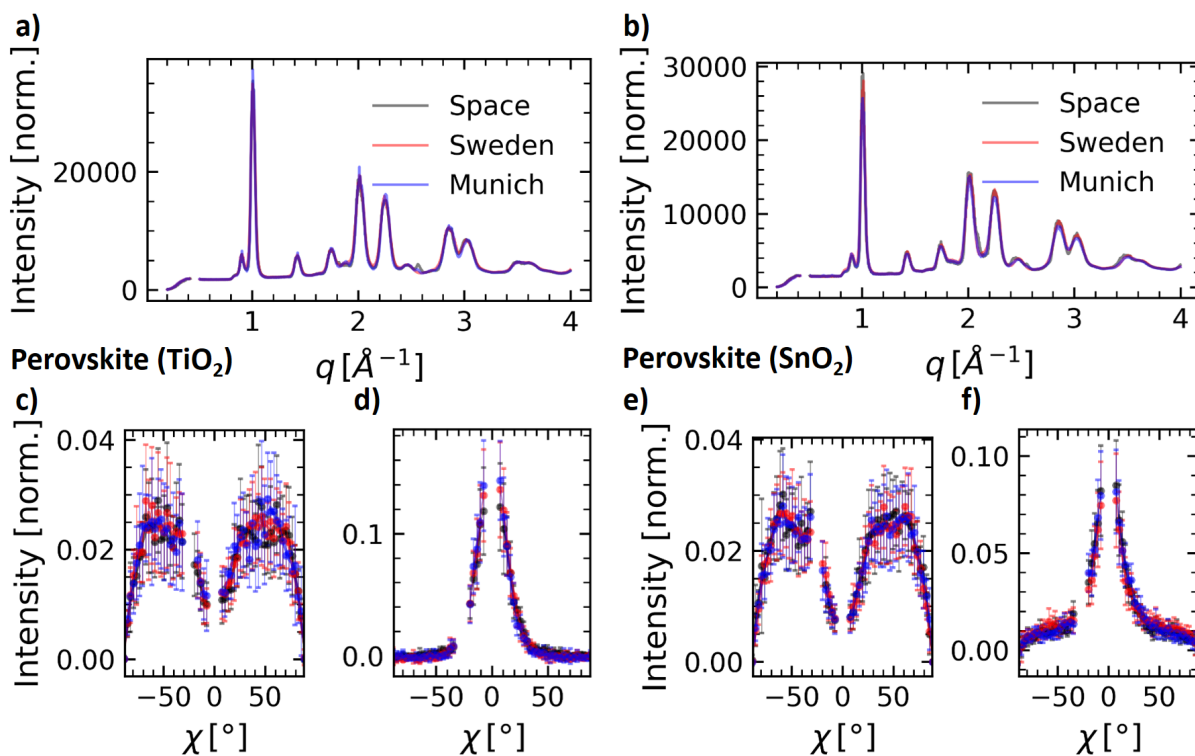 a)
Intensity [norm.]
20000
0
Space
Sweden
Munich
1 2 3 4
q [Å⁻¹]
Perovskite (TiO₂)
b)
Intensity [norm.]
30000
20000
10000
0
Space
Sweden
Munich
1 2 3 4
q [Å⁻¹]
Perovskite (SnO₂)
c)
Intensity [norm.]
0.04
0.02
0.00
−50 0 50
χ [°]
d)
0.1
0.0
−50 0 50
χ [°]
e)
Intensity [norm.]
0.04
0.02
0.00
−50 0 50
χ [°]
f)
0.10
0.05
0.00
−50 0 50
χ [°]